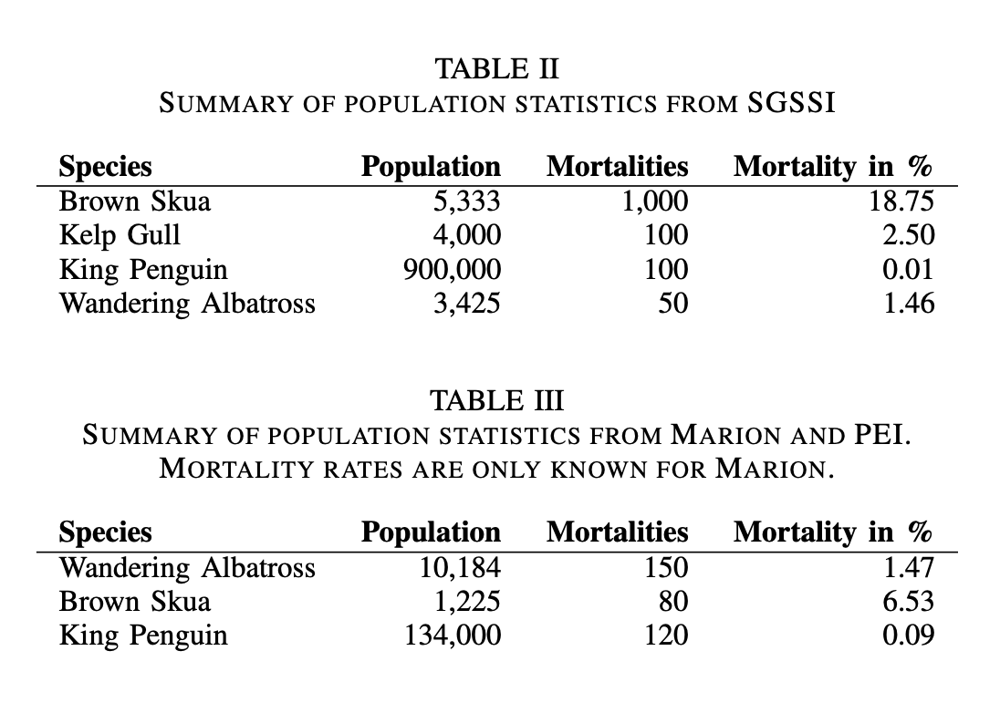 TABLE II
SUMMARY OF POPULATION STATISTICS FROM SGSSI
Species Population Mortalities Mortality in %
Brown Skua 5,333 1,000 18.75
Kelp Gull 4,000 100 2.50
King Penguin 900,000 100 0.01
Wandering Albatross 3,425 50 1.46
TABLE III
SUMMARY OF POPULATION STATISTICS FROM MARION AND PEI.
MORTALITY RATES ARE ONLY KNOWN FOR MARION.
Species Population Mortalities Mortality in %
Wandering Albatross 10,184 150 1.47
Brown Skua 1,225 80 6.53
King Penguin 134,000 120 0.09